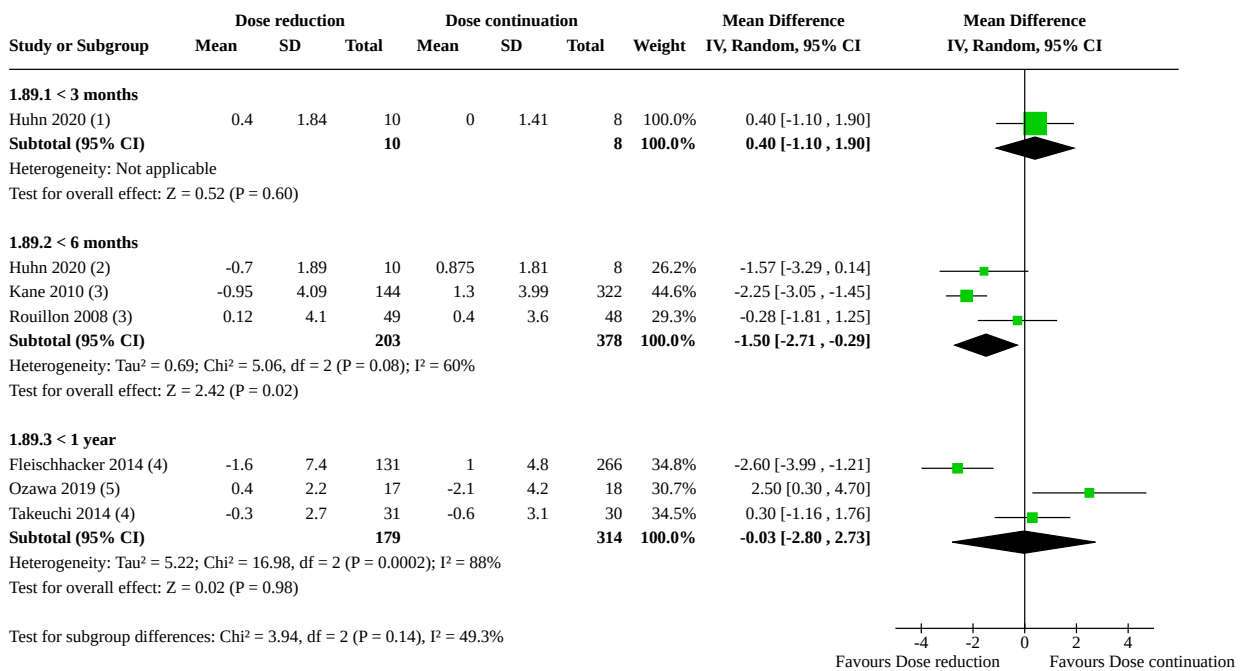 Dose reduction Dose continuation Mean Difference Mean Difference
Study or Subgroup Mean SD Total Mean SD Total Weight IV, Random, 95% CI IV, Random, 95% CI
1.89.1 < 3 months
Huhn 2020 (1) 0.4 1.84 10 0 1.41 8 100.0% 0.40 [-1.10 , 1.90]
Subtotal (95% CI) 10 8 100.0% 0.40 [-1.10 , 1.90]
Heterogeneity: Not applicable
Test for overall effect: Z = 0.52 (P = 0.60)
1.89.2 < 6 months
Huhn 2020 (2) -0.7 1.89 10 0.875 1.81 8 26.2% -1.57 [-3.29 , 0.14]
Kane 2010 (3) -0.95 4.09 144 1.3 3.99 322 44.6% -2.25 [-3.05 , -1.45]
Rouillon 2008 (3) 0.12 4.1 49 0.4 3.6 48 29.3% -0.28 [-1.81 , 1.25]
Subtotal (95% CI) 203 378 100.0% -1.50 [-2.71 , -0.29]
Heterogeneity: Tau² = 0.69; Chi² = 5.06, df = 2 (P = 0.08); I² = 60%
Test for overall effect: Z = 2.42 (P = 0.02)
1.89.3 < 1 year
Fleischhacker 2014 (4) -1.6 7.4 131 1 4.8 266 34.8% -2.60 [-3.99 , -1.21]
Ozawa 2019 (5) 0.4 2.2 17 -2.1 4.2 18 30.7% 2.50 [0.30 , 4.70]
Takeuchi 2014 (4) -0.3 2.7 31 -0.6 3.1 30 34.5% 0.30 [-1.16 , 1.76]
Subtotal (95% CI) 179 314 100.0% -0.03 [-2.80 , 2.73]
Heterogeneity: Tau² = 5.22; Chi² = 16.98, df = 2 (P = 0.0002); I² = 88%
Test for overall effect: Z = 0.02 (P = 0.98)
Test for subgroup differences: Chi² = 3.94, df = 2 (P = 0.14), I² = 49.3%
-4 -2 0 2 4
Favours Dose reduction Favours Dose continuation